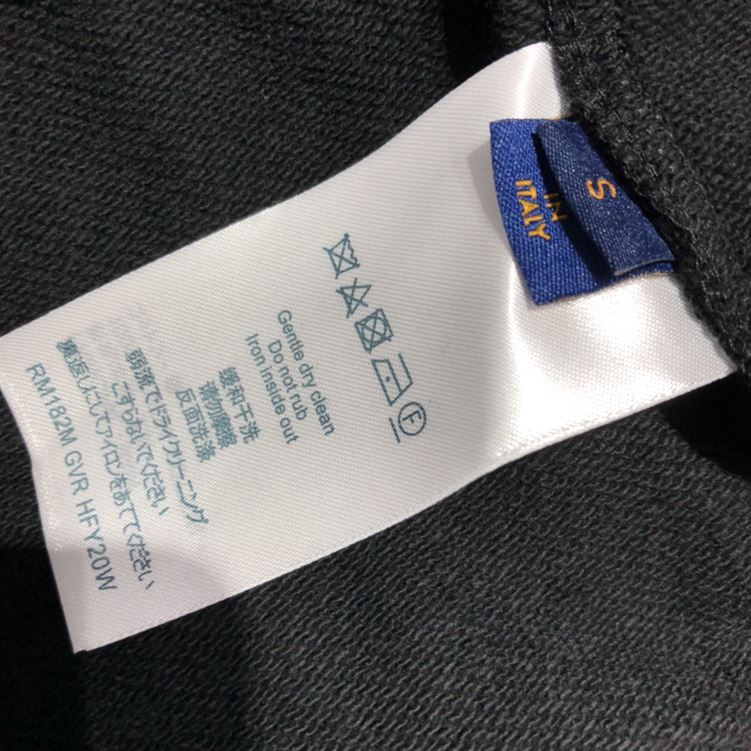 S
IN
ITALY
F
Gentle dry clean
Do not rub
Iron inside out
缓和干洗
请勿磨擦
反面洗涤
弱液でドライクリーニング
こすらないでください
裏返しにしてアイロンをあててください
RM182M GVR HFY20W